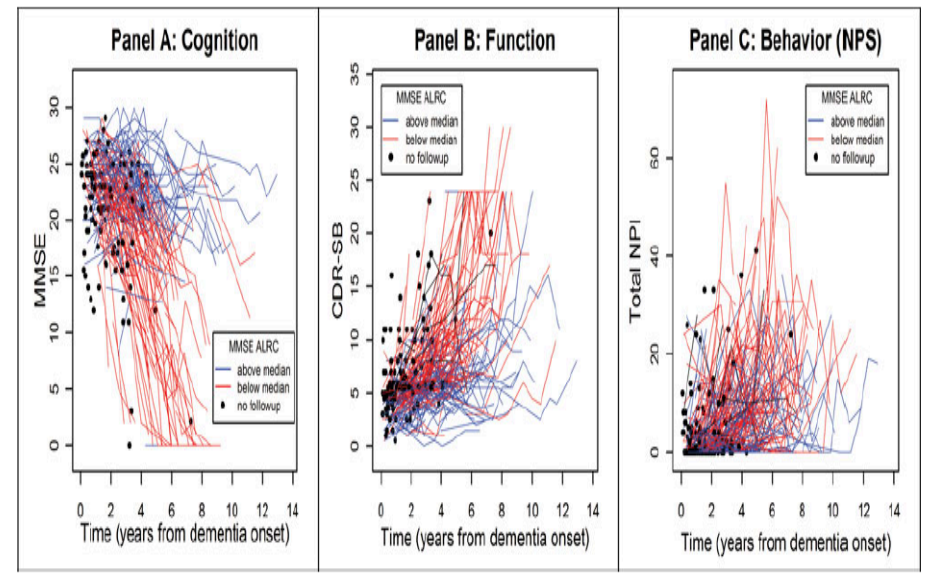 Panel A: Cognition
MMSE
30
25
20
15
10
5
0
MMSE ALRC
above median
below median
no followup
0 2 4 6 8 10 12 14
Time (years from dementia onset)
Panel B: Function
CDR-SB
35
30
25
20
15
10
5
0
MMSE ALRC
above median
below median
no followup
0 2 4 6 8 10 12 14
Time (years from dementia onset)
Panel C: Behavior (NPS)
Total NPI
60
40
20
0
MMSE ALRC
above median
below median
no followup
0 2 4 6 8 10 12 14
Time (years from dementia onset)